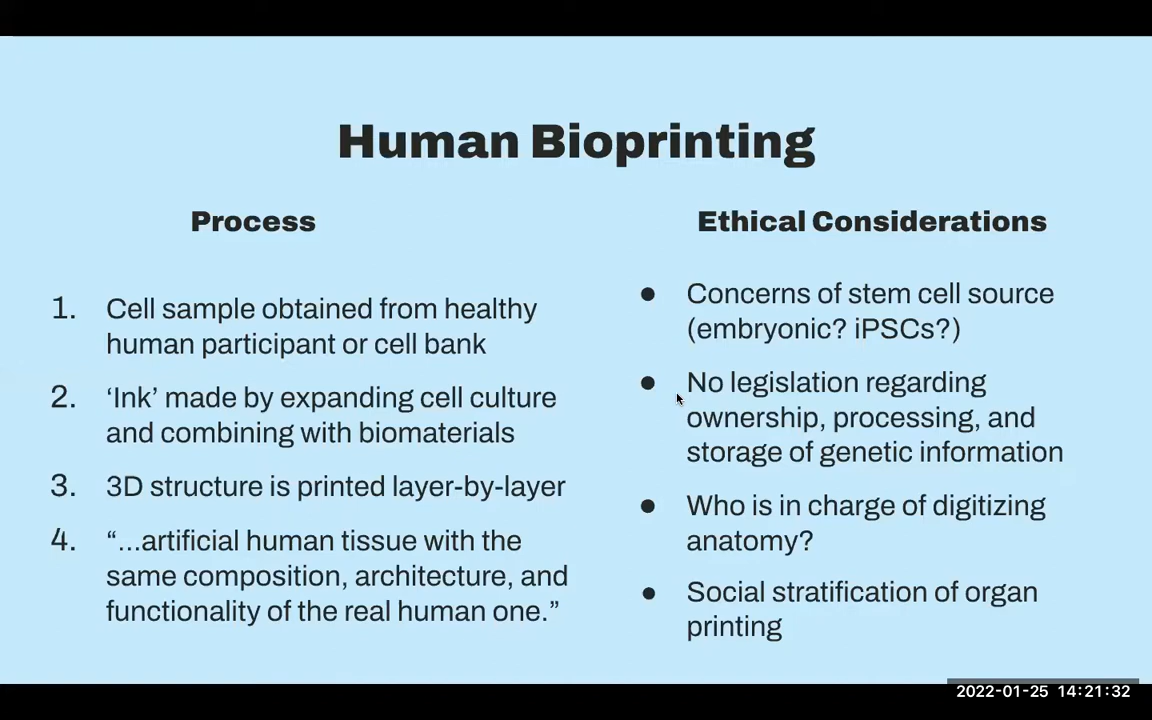 Human Bioprinting
Process
1. Cell sample obtained from healthy
human participant or cell bank
2. ‘Ink’ made by expanding cell culture
and combining with biomaterials
3. 3D structure is printed layer-by-layer
4. “...artificial human tissue with the
same composition, architecture, and
functionality of the real human one.”
Ethical Considerations
● Concerns of stem cell source
(embryonic? iPSCs?)
● No legislation regarding
ownership, processing, and
storage of genetic information
● Who is in charge of digitizing
anatomy?
● Social stratification of organ
printing
2022-01-25 14:21:32